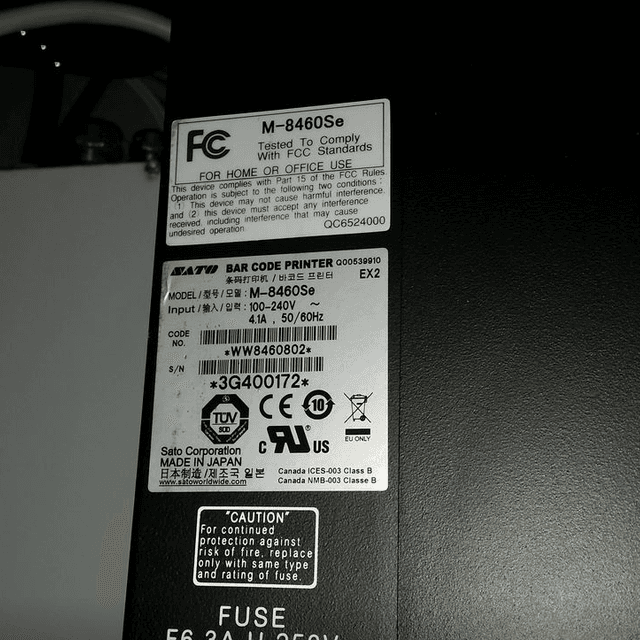 FCC
M-8460Se
Tested To Comply
With FCC Standards
FOR HOME OR OFFICE USE
This device complies with Part 15 of the FCC Rules
Operation is subject to the following two conditions :
(1) This device may not cause harmful interference.
and (2) this device must accept any interference
received, including interference that may cause
undesired operation.
QC6524000
SATO BAR CODE PRINTER Q00539910
条码打印机 / 바코드 프린터 EX2
MODEL / 型号 / 모델 : M-8460Se
Input / 输入 / 입력 : 100-240V ~
4.1A , 50/60Hz
CODE NO.
*WW8460802*
S/N
*3G400172*
TÜV
CE
10
EU ONLY
C UL US
Sato Corporation
MADE IN JAPAN
日本制造 / 제조국 일본
www.satoworldwide.com
Canada ICES-003 Class B
Canada NMB-003 Classe B
"CAUTION"
For continued
protection against
risk of fire, replace
only with same type
and rating of fuse.
FUSE